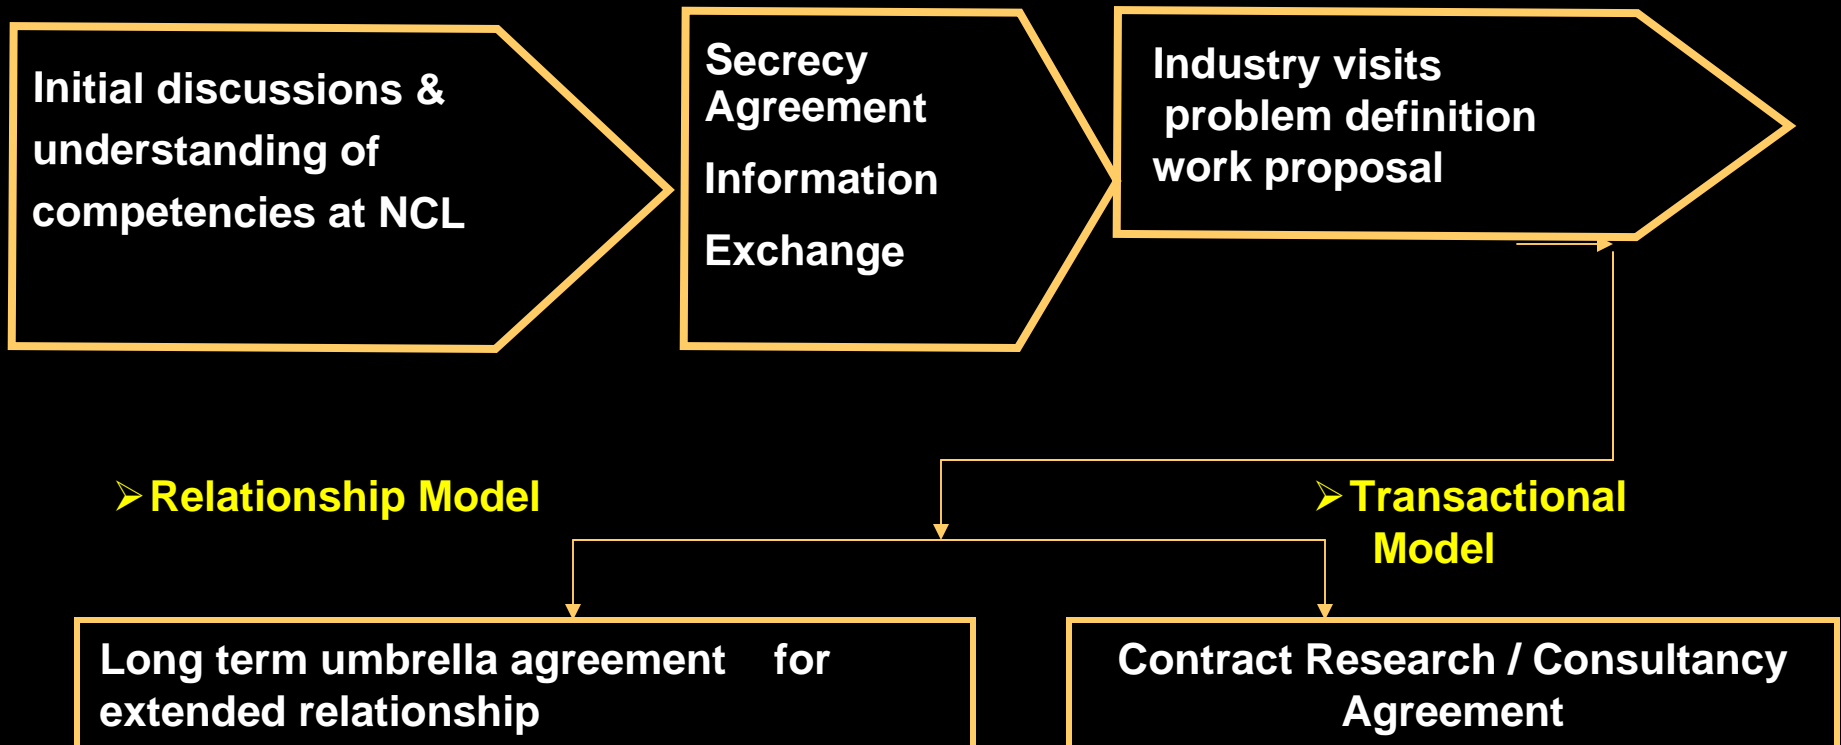 Initial discussions &
understanding of
competencies at NCL
Secrecy
Agreement
Information
Exchange
Industry visits
problem definition
work proposal
➢Relationship Model
➢Transactional
Model
Long term umbrella agreement for
extended relationship
Contract Research / Consultancy
Agreement